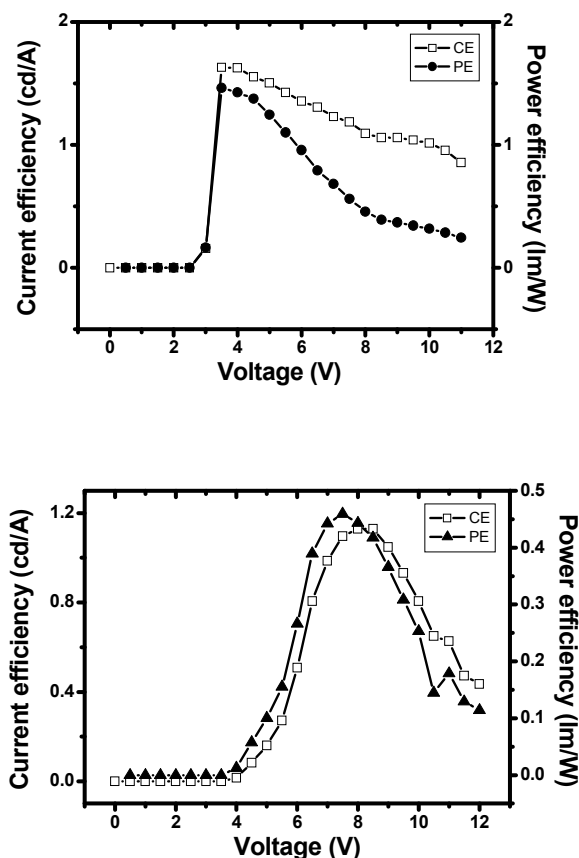 Current efficiency (cd/A)
2
1
0
CE
PE
2
1
0
Power efficiency (lm/W)
0 2 4 6 8 10 12
Voltage (V)
Current efficiency (cd/A)
1.2
0.8
0.4
0.0
CE
PE
0.5
0.4
0.3
0.2
0.1
0.0
Power efficiency (lm/W)
0 2 4 6 8 10 12
Voltage (V)